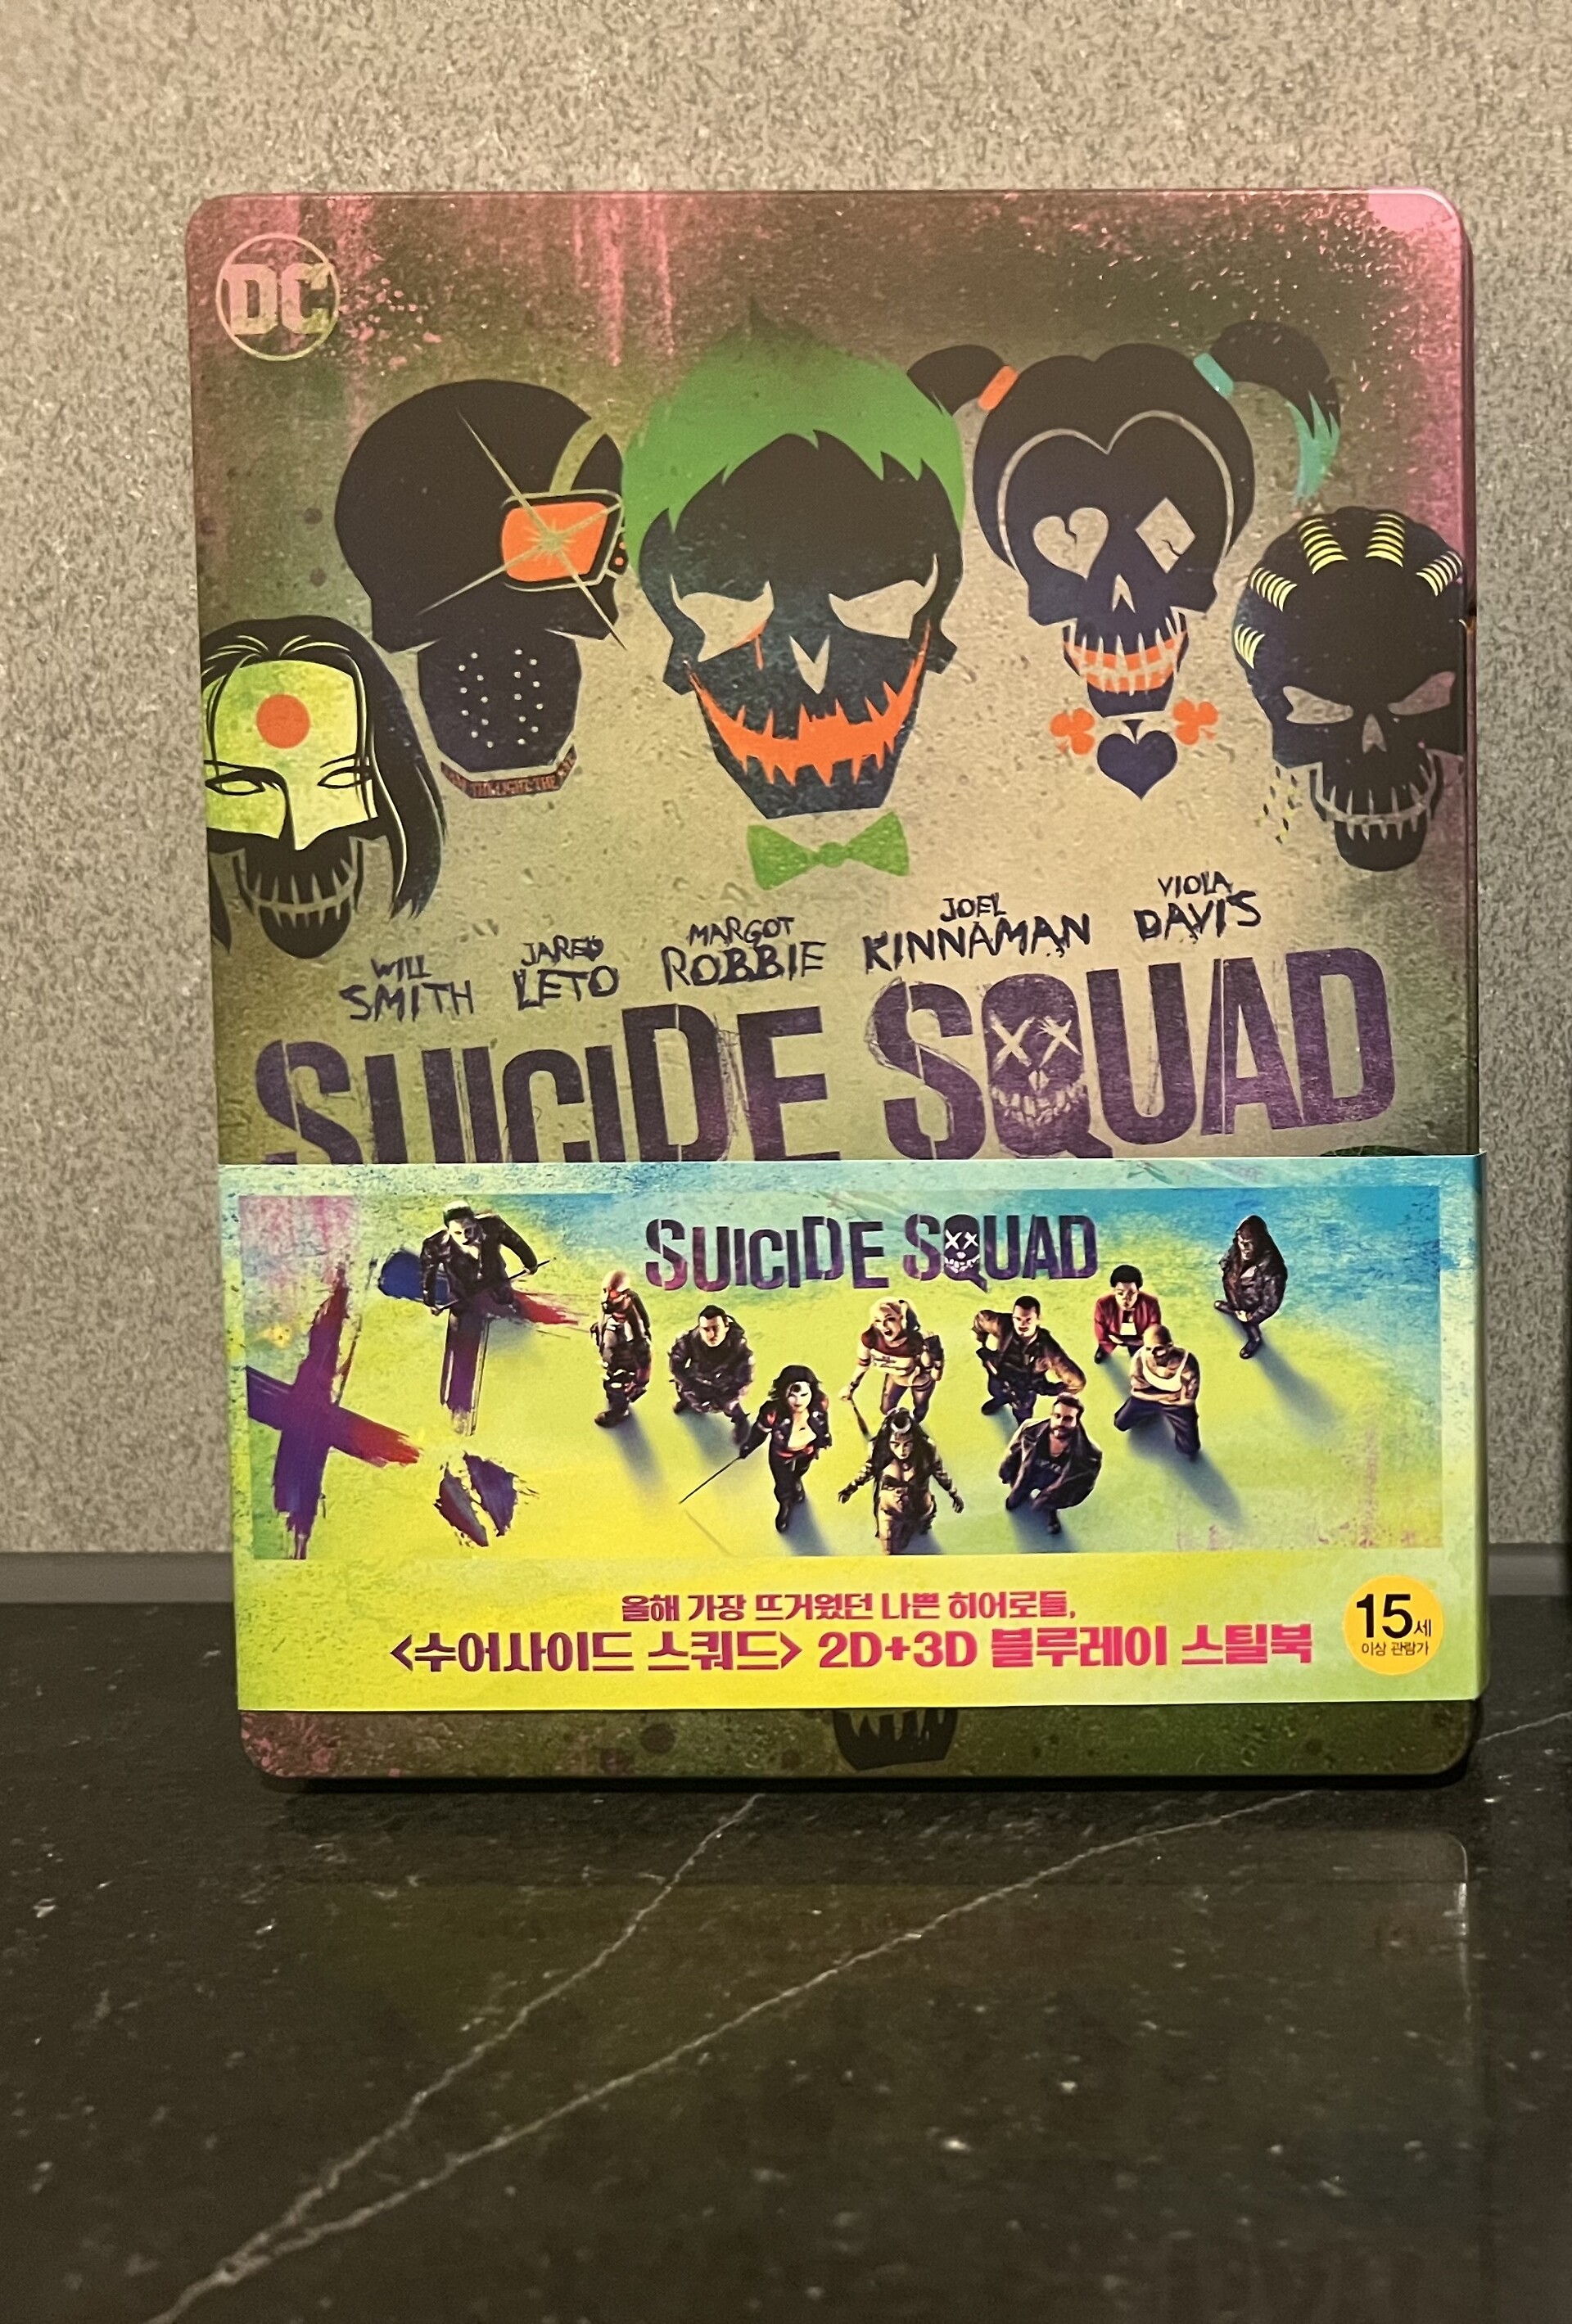 DC
WILL SMITH
JARED LETO
MARGOT ROBBIE
JOEL KINNAMAN
VIOLA DAVIS
SUICIDE SQUAD
SUICIDE SQUAD
올해 가장 뜨거웠던 나쁜 히어로들,
<수어사이드 스쿼드> 2D+3D 블루레이 스틸북
15세
이상 관람가